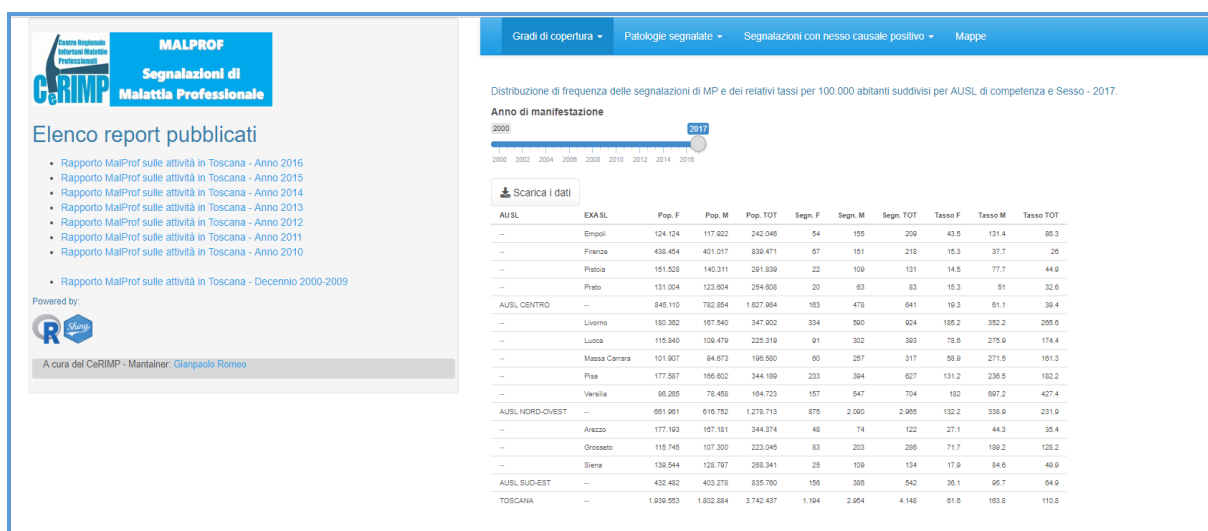 Centro Regionale
Infortuni Malattie
Professionali
CeRIMP
MALPROF
Segnalazioni di
Malattia Professionale
Elenco report pubblicati
Rapporto MalProf sulle attività in Toscana - Anno 2016
Rapporto MalProf sulle attività in Toscana - Anno 2015
Rapporto MalProf sulle attività in Toscana - Anno 2014
Rapporto MalProf sulle attività in Toscana - Anno 2013
Rapporto MalProf sulle attività in Toscana - Anno 2012
Rapporto MalProf sulle attività in Toscana - Anno 2011
Rapporto MalProf sulle attività in Toscana - Anno 2010
Rapporto MalProf sulle attività in Toscana - Decennio 2000-2009
Powered by:
R Shiny
A cura del CeRIMP - Mantainer: Gianpaolo Romeo
Gradi di copertura Patologie segnalate Segnalazioni con nesso causale positivo Mappe
Distribuzione di frequenza delle segnalazioni di MP e dei relativi tassi per 100.000 abitanti suddivisi per AUSL di competenza e Sesso - 2017.
Anno di manifestazione
2000 2017
2000 2002 2004 2006 2008 2010 2012 2014 2016
Scarica i dati
AUSL EXASL Pop. F Pop. M Pop. TOT Segn. F Segn. M Segn. TOT Tasso F Tasso M Tasso TOT
-- Empoli 124.124 117.922 242.046 54 155 209 43.5 131.4 86.3
-- Firenze 438.454 401.017 839.471 67 151 218 15.3 37.7 26
-- Pistoia 151.528 140.311 291.839 22 109 131 14.5 77.7 44.9
-- Prato 131.004 123.604 254.608 20 63 83 15.3 51 32.6
AUSL CENTRO -- 845.110 782.854 1.627.964 163 478 641 19.3 61.1 39.4
-- Livorno 180.362 167.540 347.902 334 590 924 185.2 352.2 265.6
-- Lucca 115.840 109.479 225.319 91 302 393 78.6 275.9 174.4
-- Massa Carrara 101.907 94.673 196.580 60 257 317 58.9 271.5 161.3
-- Pisa 177.587 166.602 344.189 233 394 627 131.2 236.5 182.2
-- Versilia 86.265 78.458 164.723 157 547 704 182 697.2 427.4
AUSL NORD-OVEST -- 661.961 616.752 1.278.713 875 2.090 2.965 132.2 338.9 231.9
-- Arezzo 177.193 167.181 344.374 48 74 122 27.1 44.3 35.4
-- Grosseto 115.745 107.300 223.045 83 203 286 71.7 189.2 128.2
-- Siena 139.544 128.797 268.341 25 109 134 17.9 84.6 49.9
AUSL SUD-EST -- 432.482 403.278 835.760 156 386 542 36.1 95.7 64.9
TOSCANA -- 1.939.553 1.802.884 3.742.437 1.194 2.954 4.148 61.6 163.8 110.8